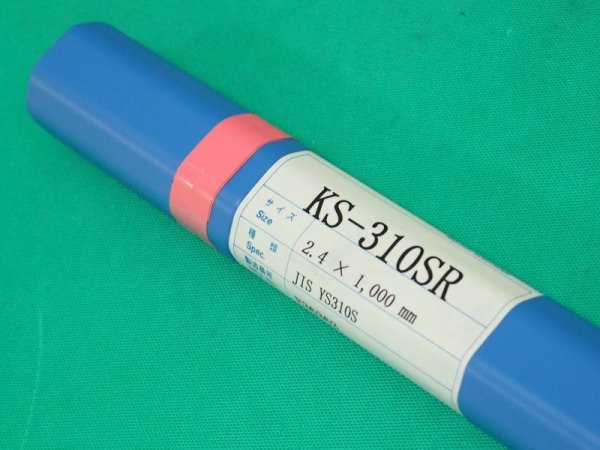 KS-310SR
サイズ
Size
2.4 × 1,000 mm
種類
Spec.
JIS YS310S